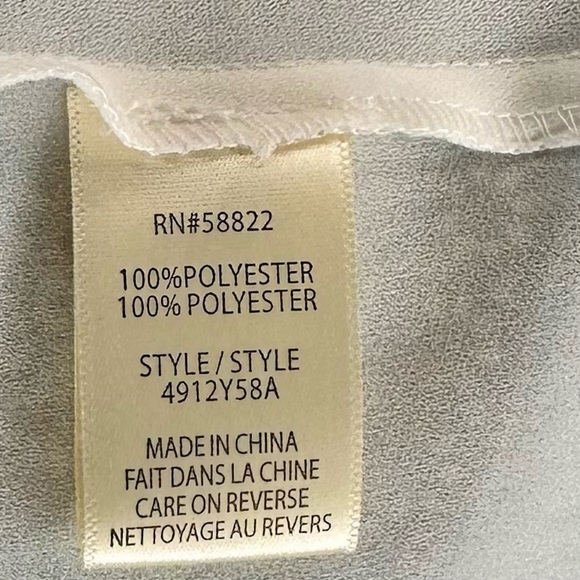 RN#58822
100%POLYESTER
100% POLYESTER
STYLE / STYLE
4912Y58A
MADE IN CHINA
FAIT DANS LA CHINE
CARE ON REVERSE
NETTOYAGE AU REVERS